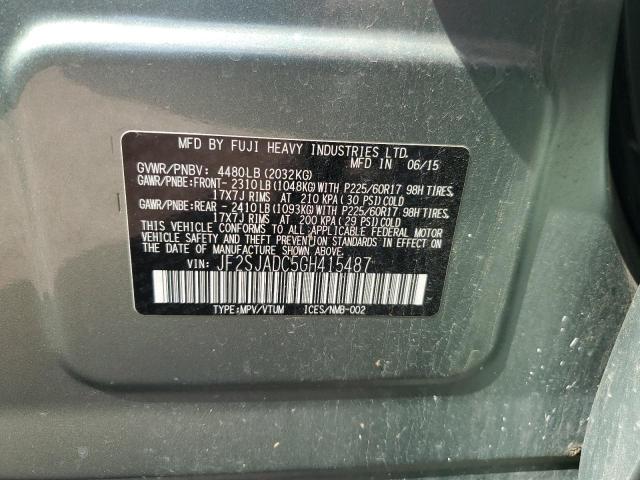 MFD BY FUJI HEAVY INDUSTRIES LTD.
MFD IN 06/15
GVWR/PNBV: 4480LB(2032KG)
GAWR/PNBE:FRONT- 2310LB(1048KG)WITH P225/60R17 98H TIRES,
17X7J RIMS AT 210 KPA(30 PSI)COLD
GAWR/PNBE:REAR -2410LB(1093KG)WITH P225/60R17 98H TIRES,
17X7J RIMS AT 200 KPA(29 PSI)COLD
THIS VEHICLE CONFORMS TO ALL APPLICABLE FEDERAL MOTOR
VEHICLE SAFETY AND THEFT PREVENTION STANDARDS IN EFFECT
ON THE DATE OF MANUFACTURE SHOWN ABOVE.
VIN: JF2SJADC5GH415487
TYPE:MPV/VTUM ICES/NMB-002